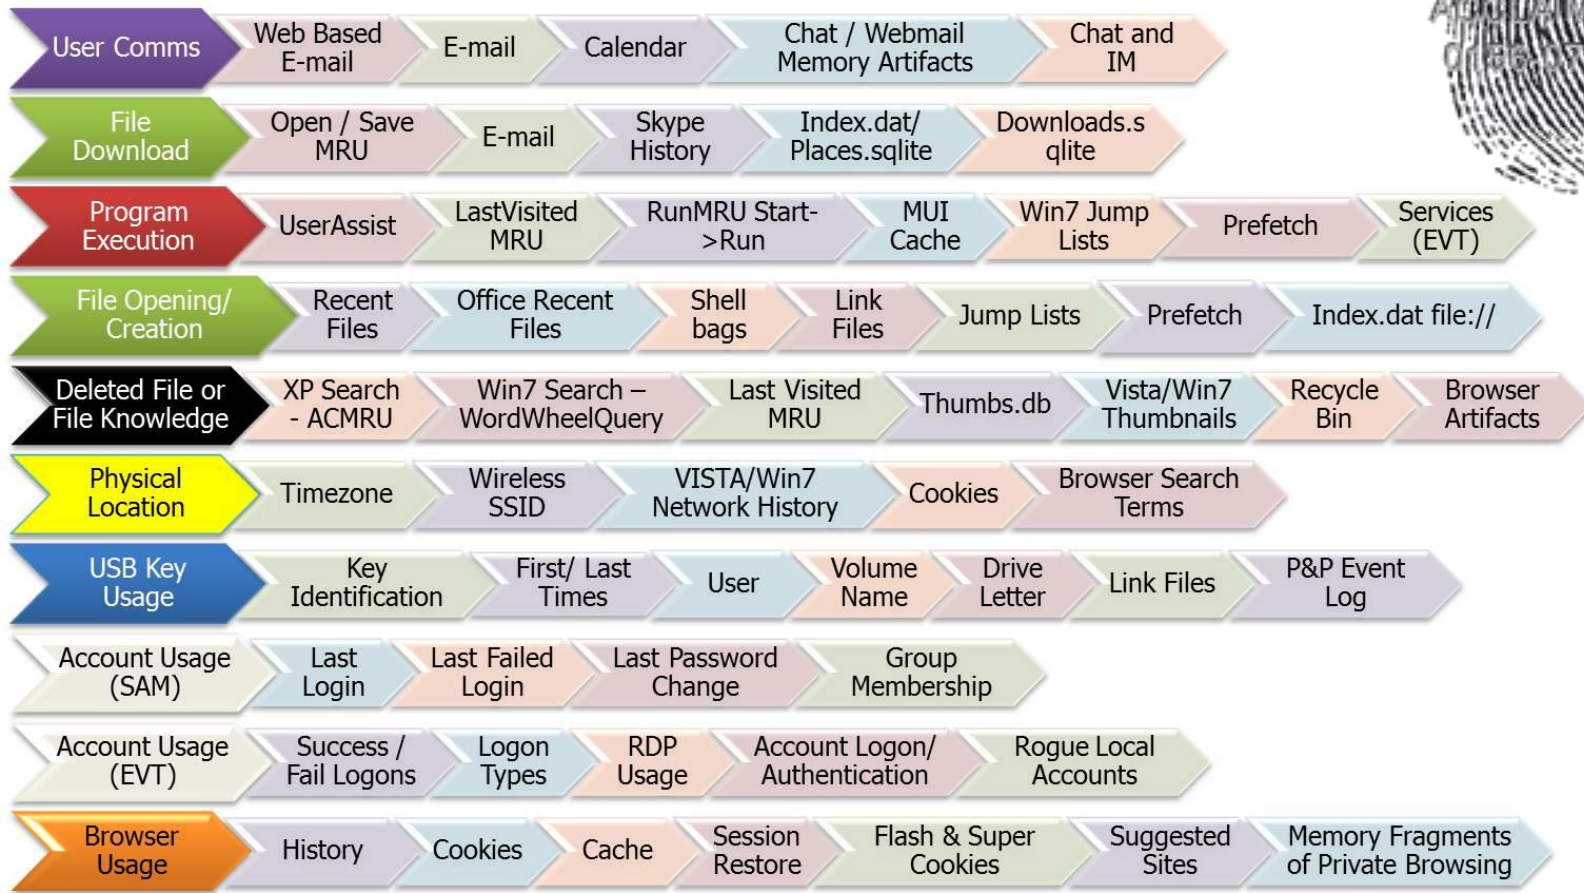 User Comms
Web Based
E-mail
E-mail
Calendar
Chat / Webmail
Memory Artifacts
Chat and
IM
File
Download
Open / Save
MRU
E-mail
Skype
History
Index.dat/
Places.sqlite
Downloads.s
qlite
Program
Execution
UserAssist
LastVisited
MRU
RunMRU Start-
>Run
MUI
Cache
Win7 Jump
Lists
Prefetch
Services
(EVT)
File Opening/
Creation
Recent
Files
Office Recent
Files
Shell
bags
Link
Files
Jump Lists
Prefetch
Index.dat file://
Deleted File or
File Knowledge
XP Search
- ACMRU
Win7 Search –
WordWheelQuery
Last Visited
MRU
Thumbs.db
Vista/Win7
Thumbnails
Recycle
Bin
Browser
Artifacts
Physical
Location
Timezone
Wireless
SSID
VISTA/Win7
Network History
Cookies
Browser Search
Terms
USB Key
Usage
Key
Identification
First/ Last
Times
User
Volume
Name
Drive
Letter
Link Files
P&P Event
Log
Account Usage
(SAM)
Last
Login
Last Failed
Login
Last Password
Change
Group
Membership
Account Usage
(EVT)
Success /
Fail Logons
Logon
Types
RDP
Usage
Account Logon/
Authentication
Rogue Local
Accounts
Browser
Usage
History
Cookies
Cache
Session
Restore
Flash & Super
Cookies
Suggested
Sites
Memory Fragments
of Private Browsing